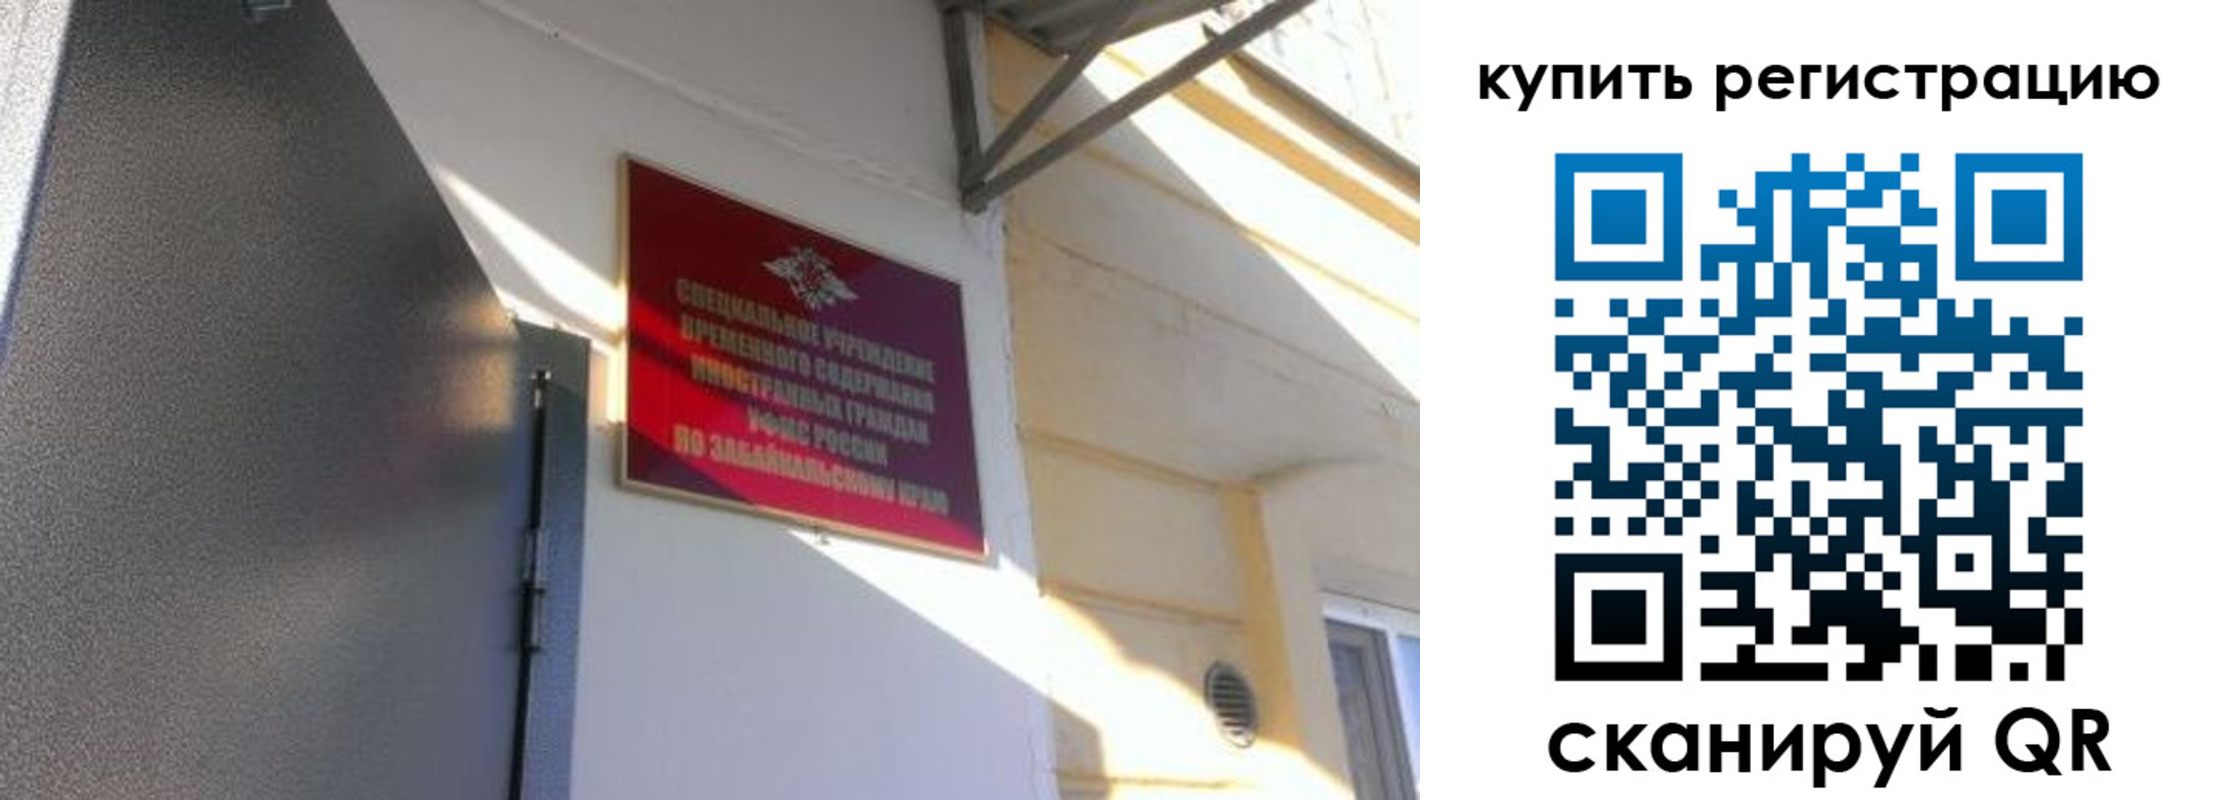 СПЕЦИАЛЬНОЕ УЧРЕЖДЕНИЕ
ВРЕМЕННОГО СОДЕРЖАНИЯ
ИНОСТРАННЫХ ГРАЖДАН
УФМС РОССИИ
ПО ЗАБАЙКАЛЬСКОМУ КРАЮ
купить регистрацию
сканируй QR